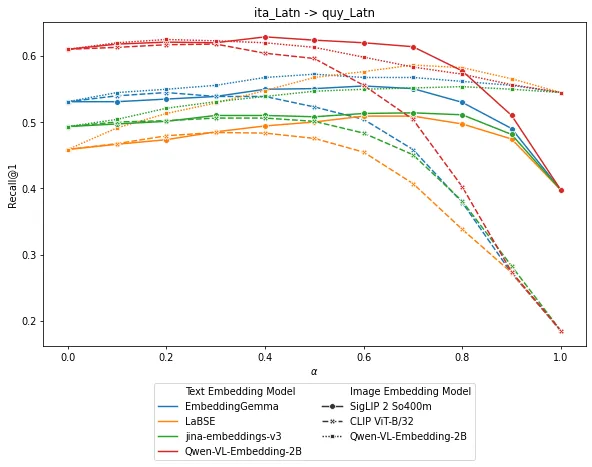 ita_Latn -> quy_Latn
Recall@1
0.6
0.5
0.4
0.3
0.2
0.0 0.2 0.4 0.6 0.8 1.0
α
Text Embedding Model Image Embedding Model
EmbeddingGemma SigLIP 2 So400m
LaBSE CLIP ViT-B/32
jina-embeddings-v3 Qwen-VL-Embedding-2B
Qwen-VL-Embedding-2B